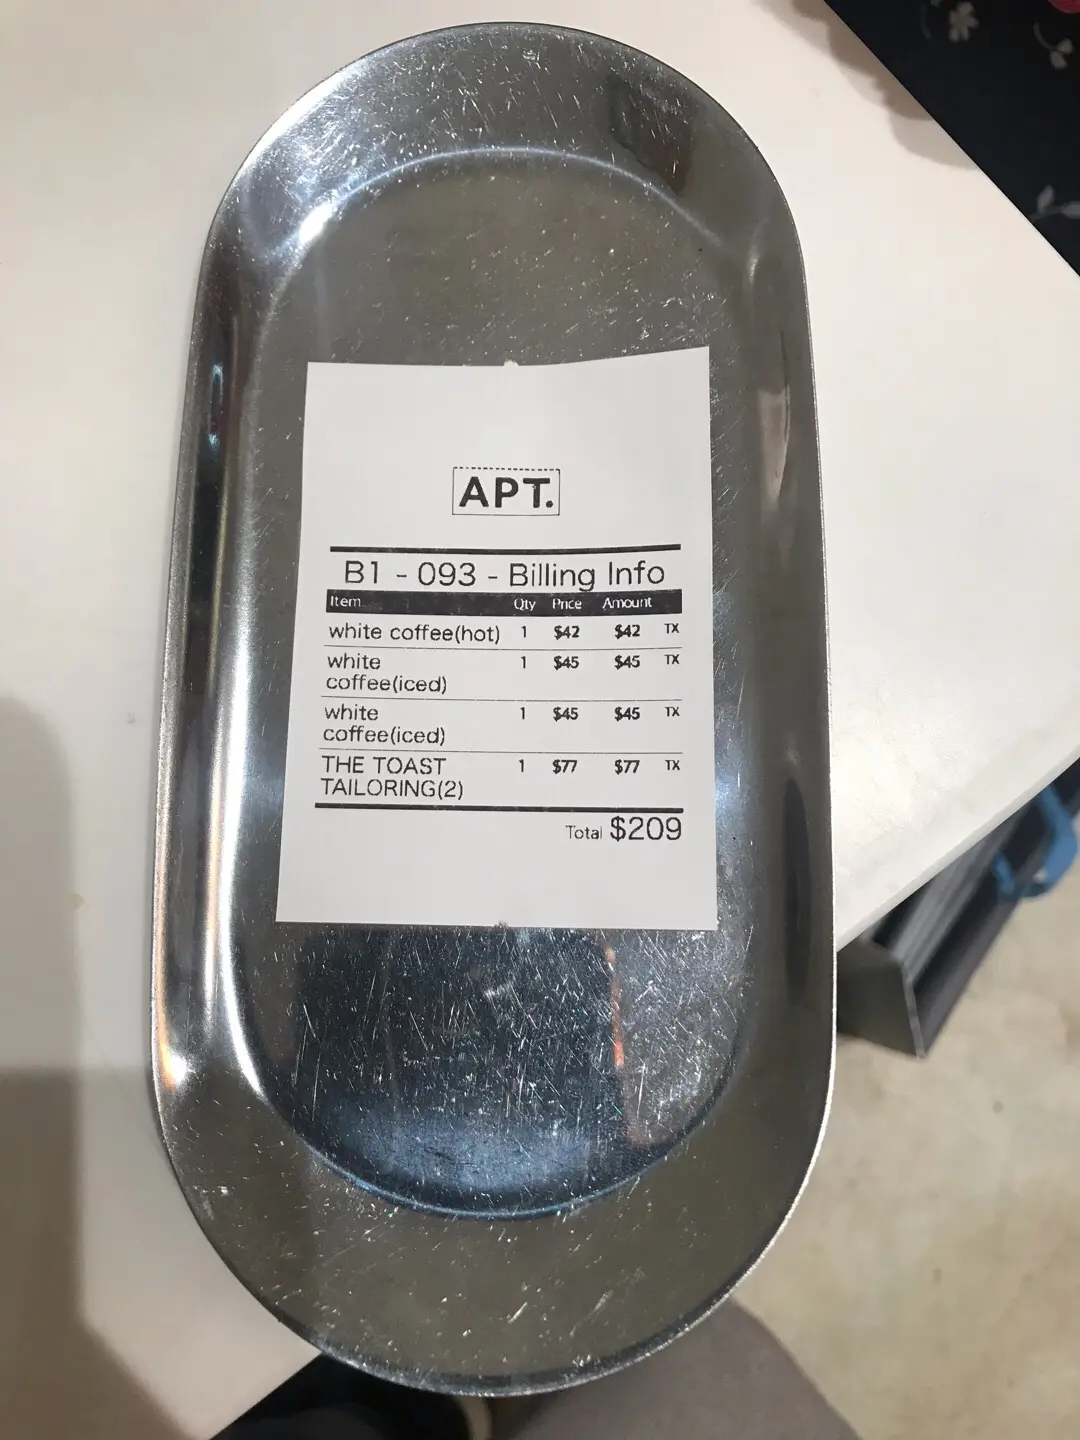 APT.
B1 - 093 - Billing Info
Item Qty Price Amount
white coffee(hot) 1 $42 $42 TX
white 1 $45 $45 TX
coffee(iced)
white 1 $45 $45 TX
coffee(iced)
THE TOAST 1 $77 $77 TX
TAILORING(2)
Total $209